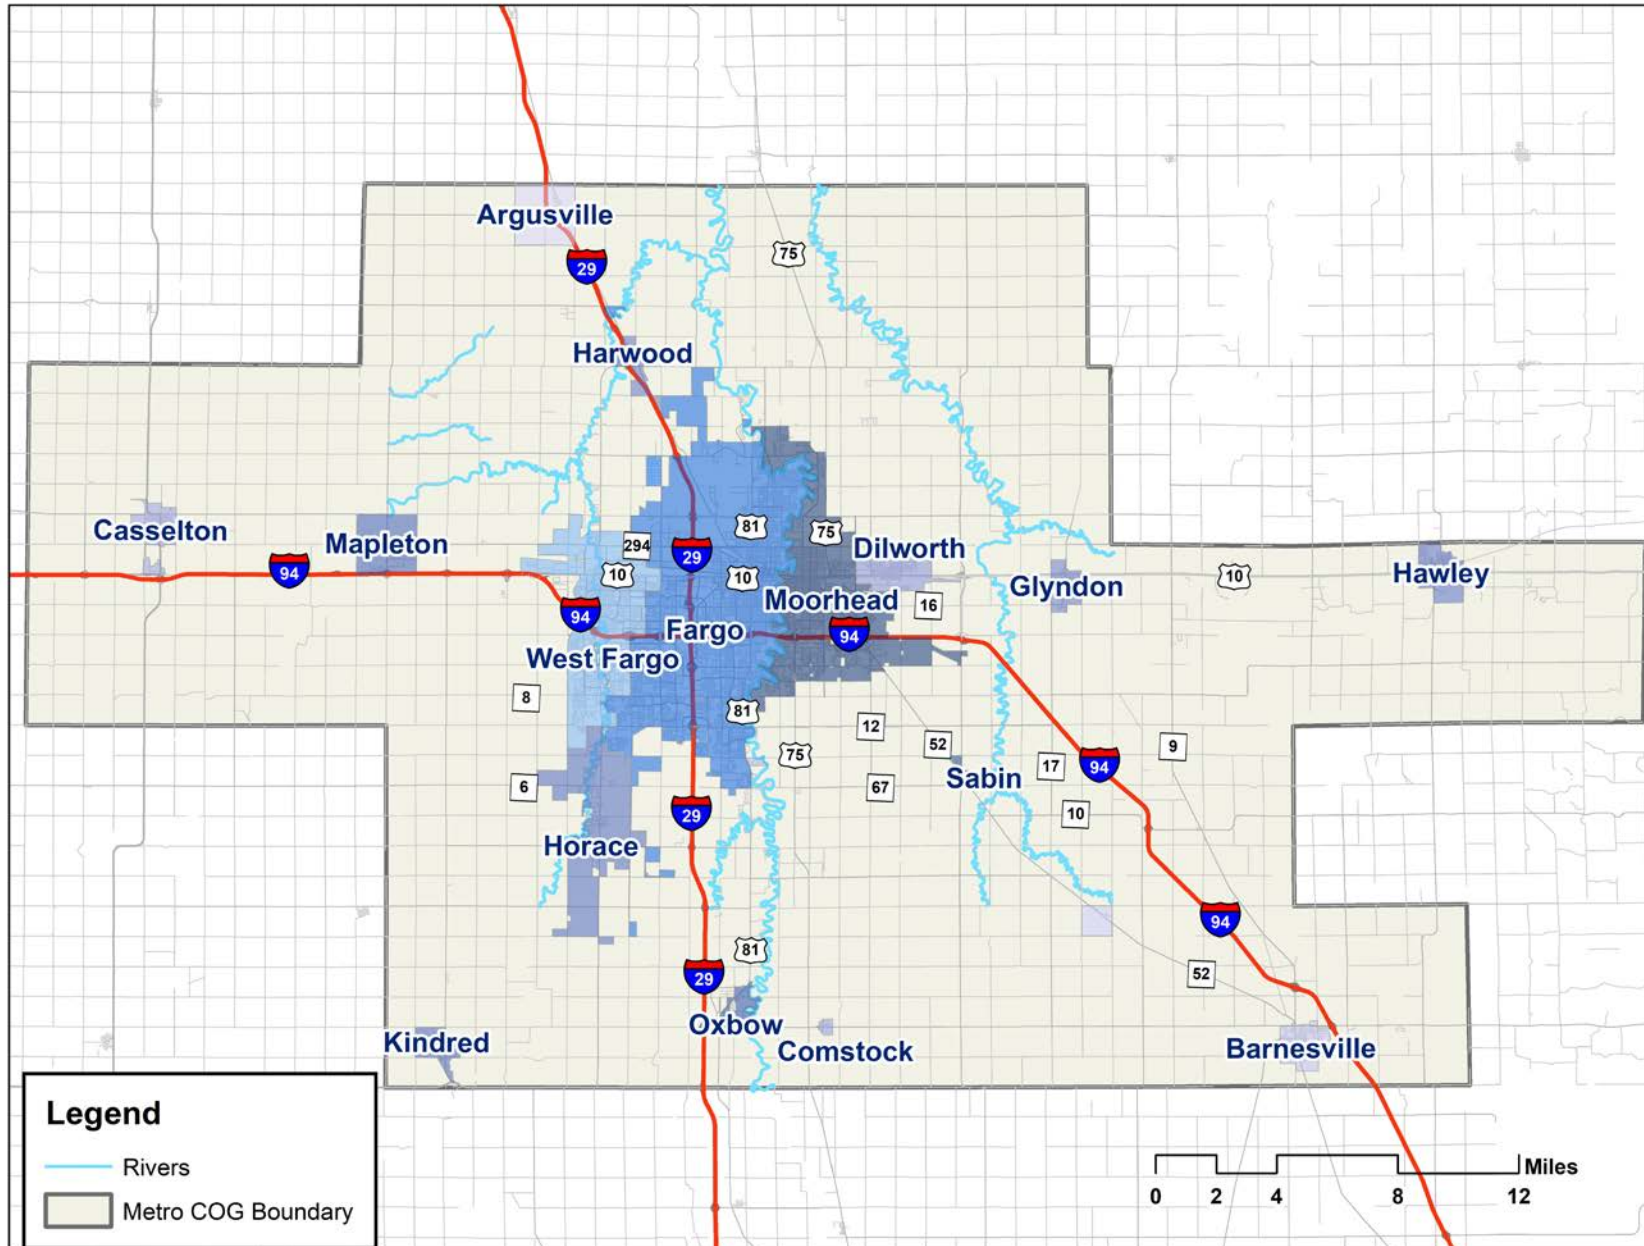 Argusville
75
29
Harwood
Casselton
Mapleton
294
29
81
75
Dilworth
94
10
10
Glyndon
10
Hawley
94
Moorhead
16
Fargo
94
West Fargo
8
81
12
52
75
9
17
94
6
67
Sabin
29
10
Horace
81
94
29
52
Oxbow
Kindred
Comstock
Barnesville
Legend
Rivers
Metro COG Boundary
Miles
0 2 4 8 12